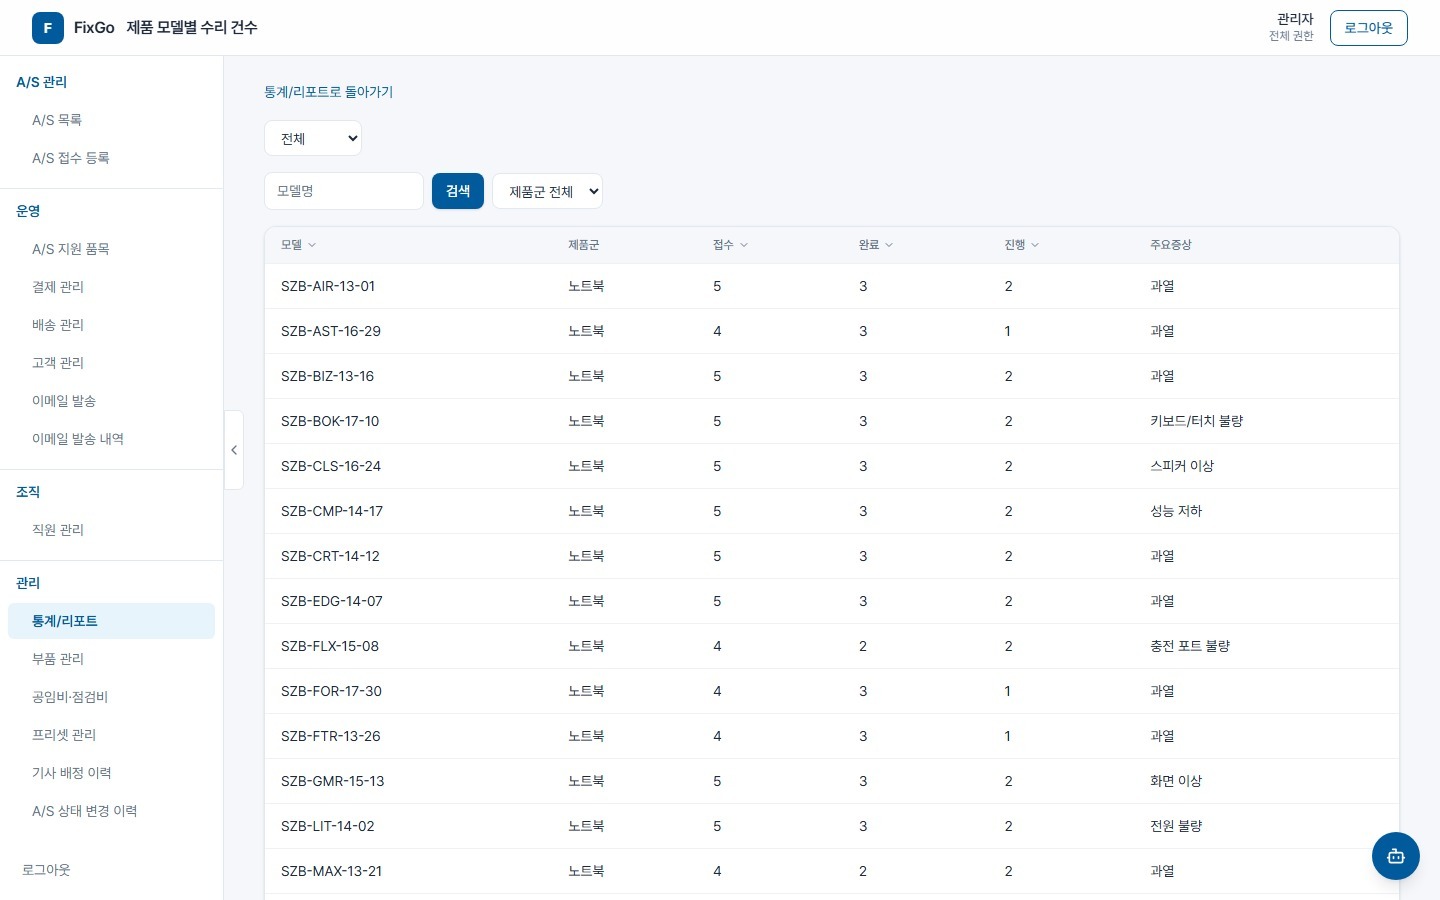 F FixGo 제품 모델별 수리 건수
관리자
전체 권한
로그아웃
A/S 관리
A/S 목록
A/S 접수 등록
운영
A/S 지원 품목
결제 관리
배송 관리
고객 관리
이메일 발송
이메일 발송 내역
조직
직원 관리
관리
통계/리포트
부품 관리
공임비·점검비
프리셋 관리
기사 배정 이력
A/S 상태 변경 이력
로그아웃
통계/리포트로 돌아가기
전체
모델명 검색 제품군 전체
모델 제품군 접수 완료 진행 주요증상
SZB-AIR-13-01 노트북 5 3 2 과열
SZB-AST-16-29 노트북 4 3 1 과열
SZB-BIZ-13-16 노트북 5 3 2 과열
SZB-BOK-17-10 노트북 5 3 2 키보드/터치 불량
SZB-CLS-16-24 노트북 5 3 2 스피커 이상
SZB-CMP-14-17 노트북 5 3 2 성능 저하
SZB-CRT-14-12 노트북 5 3 2 과열
SZB-EDG-14-07 노트북 5 3 2 과열
SZB-FLX-15-08 노트북 4 2 2 충전 포트 불량
SZB-FOR-17-30 노트북 4 3 1 과열
SZB-FTR-13-26 노트북 4 3 1 과열
SZB-GMR-15-13 노트북 5 3 2 화면 이상
SZB-LIT-14-02 노트북 5 3 2 전원 불량
SZB-MAX-13-21 노트북 4 2 2 과열